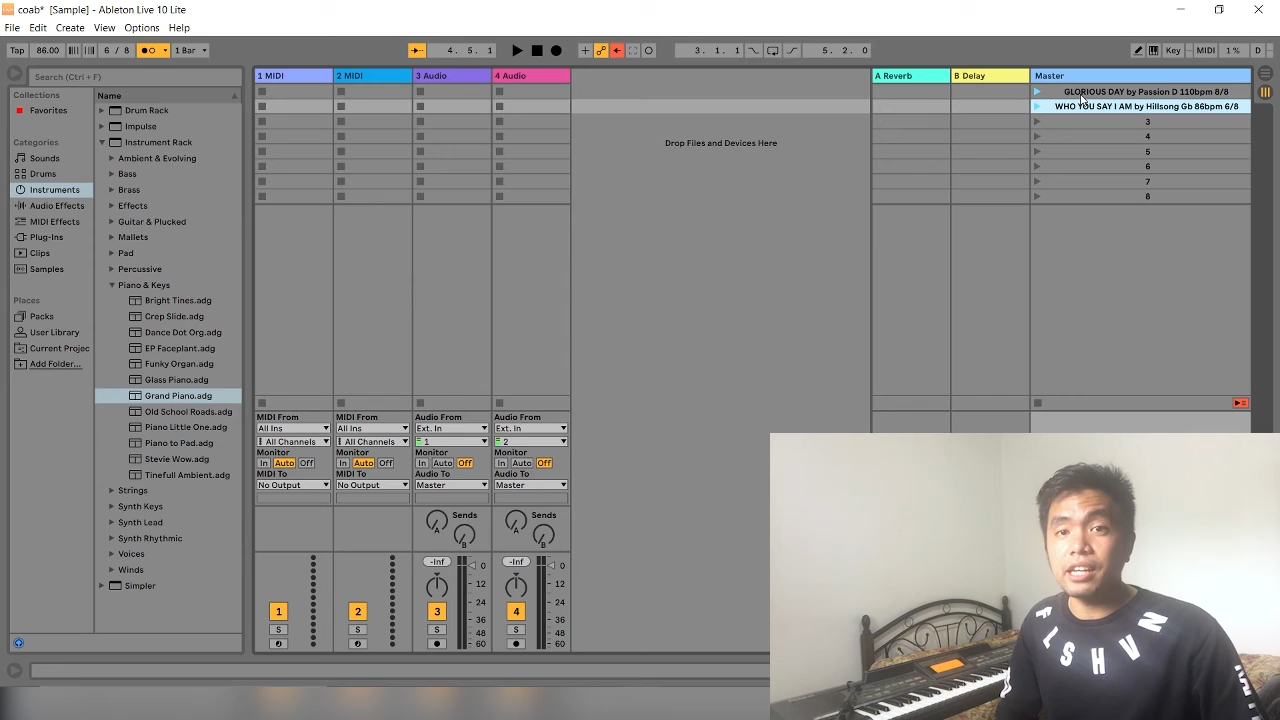 coab* [Sample] - Ableton Live 10 Lite
File Edit Create View Options Help
Tap 86.00 6 / 8 1 Bar 4. 5. 1 3. 1. 1 5. 2. 0 Key MIDI 1 % D
Search (Ctrl + F)
Collections
Favorites
Categories
Sounds
Drums
Instruments
Audio Effects
MIDI Effects
Plug-Ins
Clips
Samples
Places
Packs
User Library
Current Projec
Add Folder...
Name
Drum Rack
Impulse
Instrument Rack
Ambient & Evolving
Bass
Brass
Effects
Guitar & Plucked
Mallets
Pad
Percussive
Piano & Keys
Bright Tines.adg
Crep Slide.adg
Dance Dot Org.adg
EP Faceplant.adg
Funky Organ.adg
Glass Piano.adg
Grand Piano.adg
Old School Roads.adg
Piano Little One.adg
Piano to Pad.adg
Stevie Wow.adg
Tinefull Ambient.adg
Strings
Synth Keys
Synth Lead
Synth Rhythmic
Voices
Winds
Simpler
1 MIDI 2 MIDI 3 Audio 4 Audio A Reverb B Delay Master
GLORIOUS DAY by Passion D 110bpm 8/8
WHO YOU SAY I AM by Hillsong Gb 86bpm 6/8
3
4
5
6
7
8
Drop Files and Devices Here
MIDI From MIDI From Audio From Audio From
All Ins All Ins Ext. In Ext. In
All Channels All Channels 1 2
Monitor Monitor Monitor Monitor
In Auto Off In Auto Off In Auto Off In Auto Off
MIDI To MIDI To Audio To Audio To
No Output No Output Master Master
Sends Sends
A A
B B
-Inf -Inf
0 0
12 12
24 24
36 36
48 48
60 60
1 2 3 4
S S S S
FLSHVN